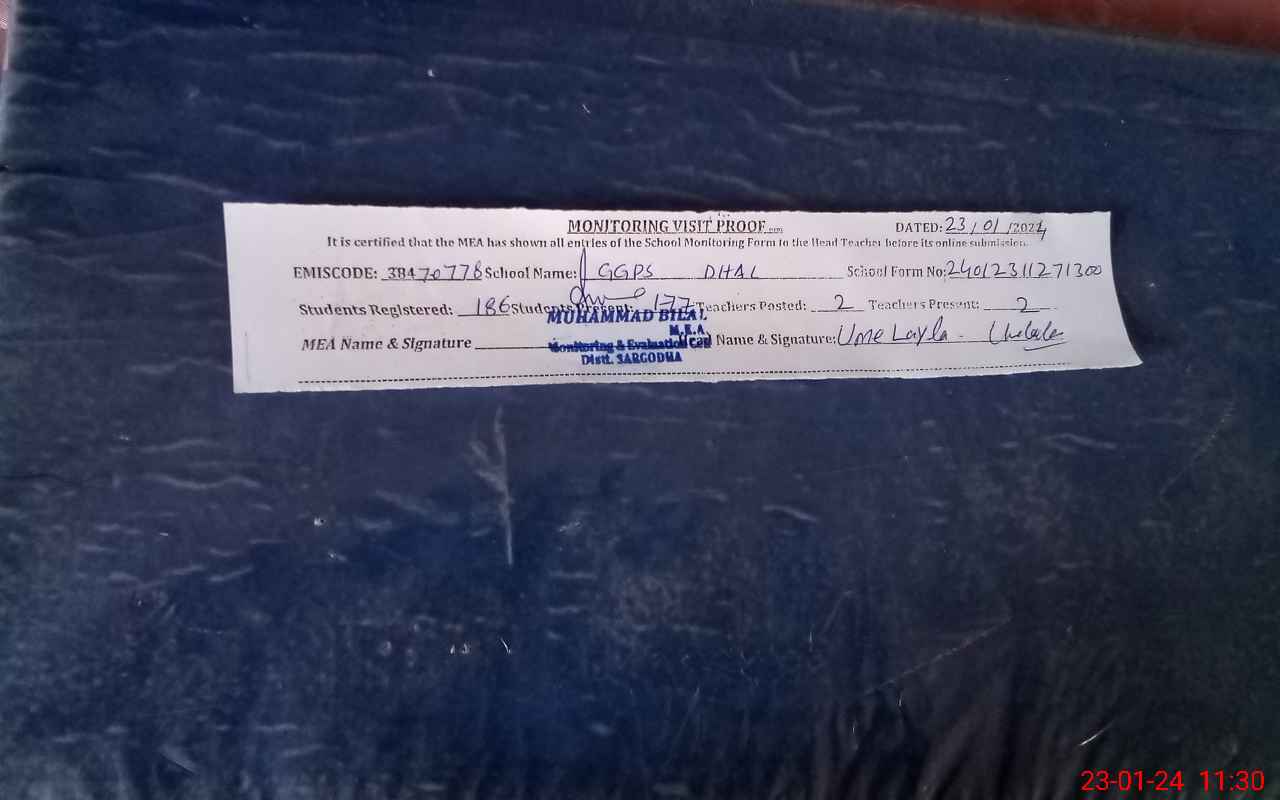 MONITORING VISIT PROOF DATED: 23/01/2024
It is certified that the MEA has shown all entries of the School Monitoring Form to the Head Teacher before its online submission.
EMISCODE: 38470778 School Name: GGPS DHAL School Form No: 24012311271300
Students Registered: 186 Students Present: 177 Teachers Posted: 2 Teachers Present: 2
MUHAMMAD BILAL
M.E.A
MEA Name & Signature Head Name & Signature: Ume Layla
Monitoring & Evaluation
Distt. SARGODHA
23-01-24 11:30